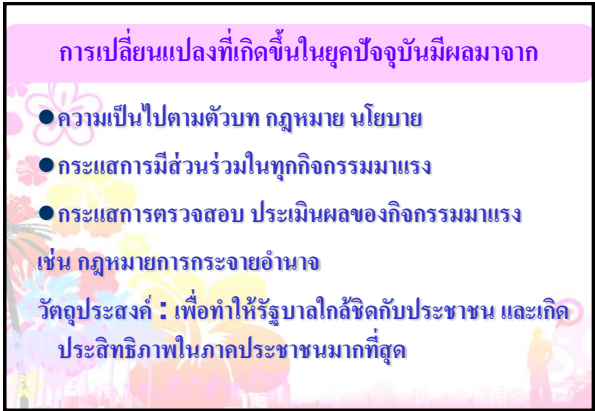 การเปลี่ยนแปลงที่เกิดขึ้นในยุคปัจจุบันมีผลมาจาก
●ความเป็นไปตามตัวบท กฎหมาย นโยบาย
●กระแสการมีส่วนร่วมในทุกกิจกรรมมาแรง
●กระแสการตรวจสอบ ประเมินผลของกิจกรรมมาแรง
เช่น กฎหมายการกระจายอำนาจ
วัตถุประสงค์ : เพื่อทำให้รัฐบาลใกล้ชิดกับประชาชน และเกิด
ประสิทธิภาพในภาคประชาชนมากที่สุด